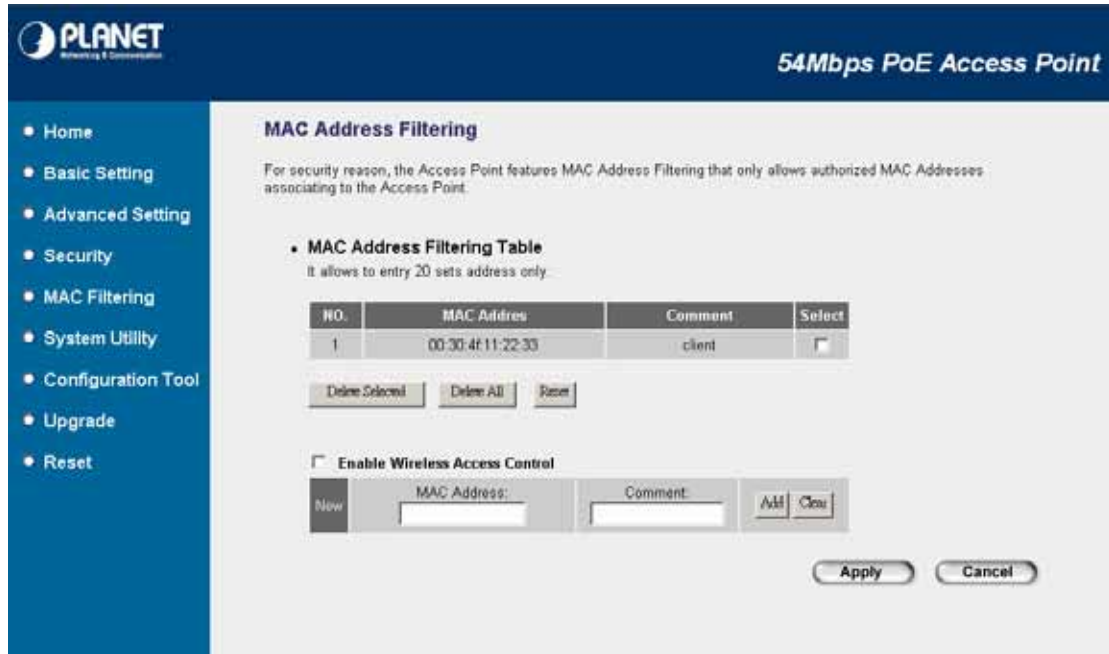 PLANET
Networking & Communication
54Mbps PoE Access Point
Home
Basic Setting
Advanced Setting
Security
MAC Filtering
System Utility
Configuration Tool
Upgrade
Reset
MAC Address Filtering
For security reason, the Access Point features MAC Address Filtering that only allows authorized MAC Addresses
associating to the Access Point.
MAC Address Filtering Table
It allows to entry 20 sets address only.
NO. MAC Addres Comment Select
1 00:30:4f:11:22:33 client
Delete Selected Delete All Reset
Enable Wireless Access Control
New MAC Address: Comment: Add Clear
Apply Cancel